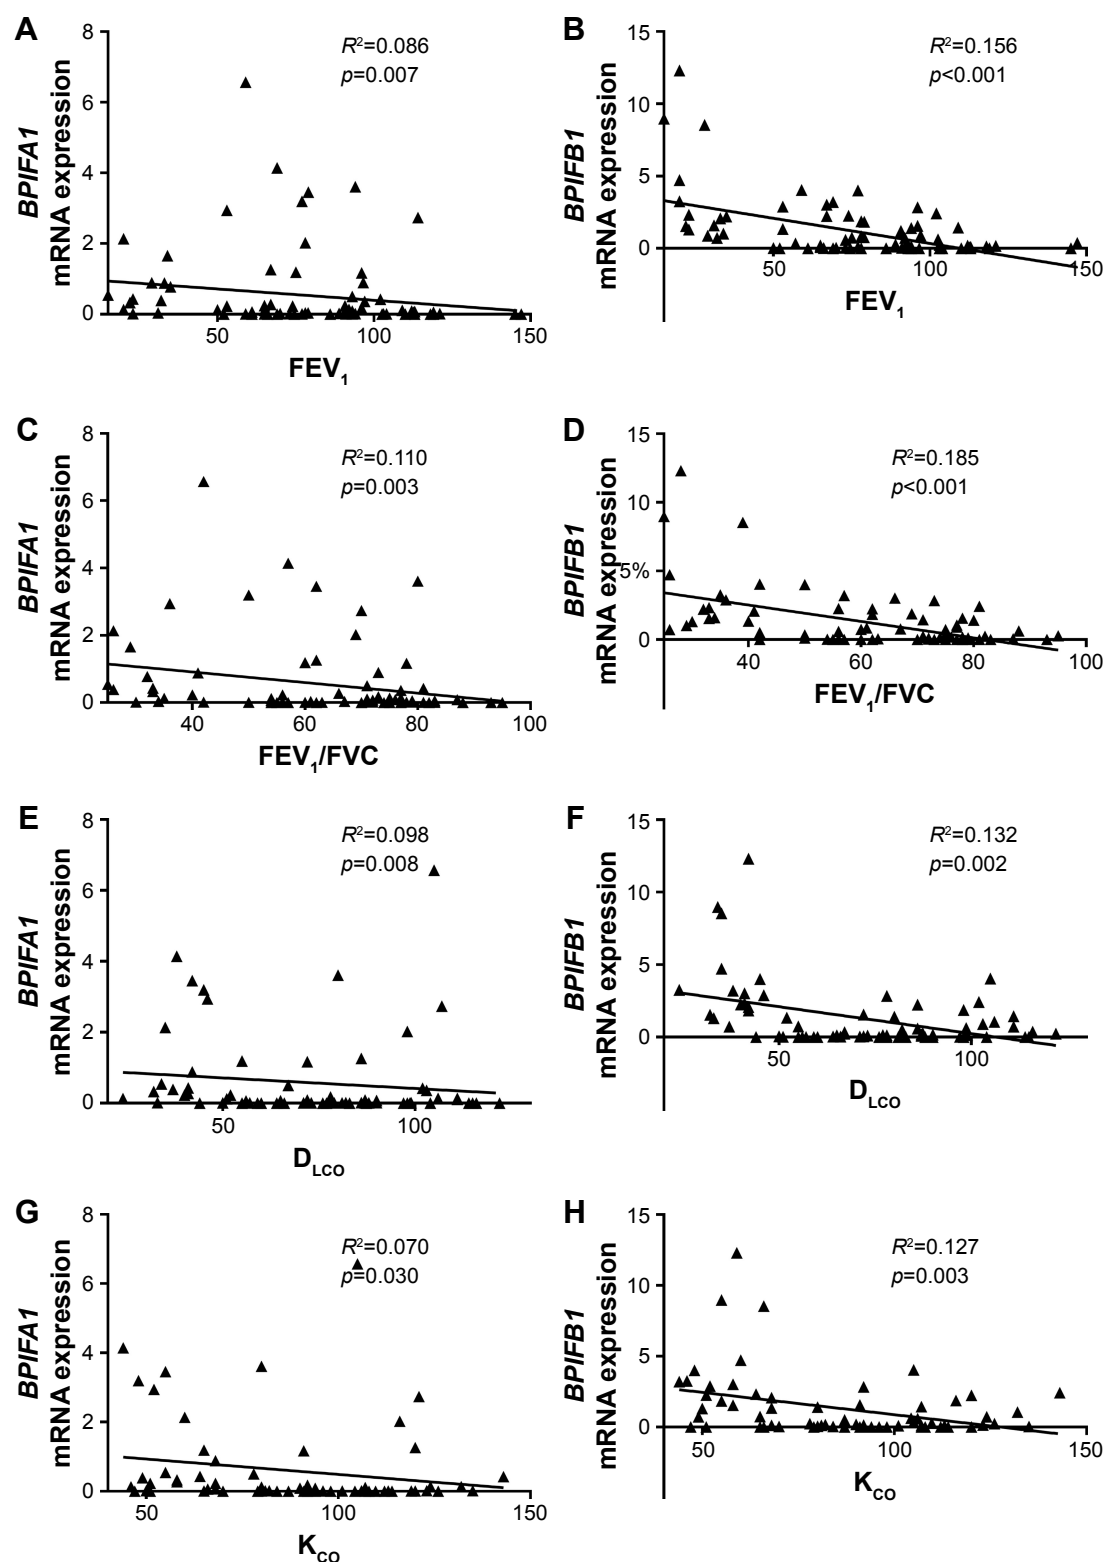 A
BPIFA1
mRNA expression
8
6
4
2
0
R²=0.086
p=0.007
50
100
150
FEV₁
B
BPIFB1
mRNA expression
15
10
5
0
R²=0.156
p<0.001
50
100
150
FEV₁
C
BPIFA1
mRNA expression
8
6
4
2
0
R²=0.110
p=0.003
40
60
80
100
FEV₁/FVC
D
BPIFB1
mRNA expression
15
10
5%
0
R²=0.185
p<0.001
40
60
80
100
FEV₁/FVC
E
BPIFA1
mRNA expression
8
6
4
2
0
R²=0.098
p=0.008
50
100
D_LCO
F
BPIFB1
mRNA expression
15
10
5
0
R²=0.132
p=0.002
50
100
D_LCO
G
BPIFA1
mRNA expression
8
6
4
2
0
R²=0.070
p=0.030
50
100
150
K_CO
H
BPIFB1
mRNA expression
15
10
5
0
R²=0.127
p=0.003
50
100
150
K_CO